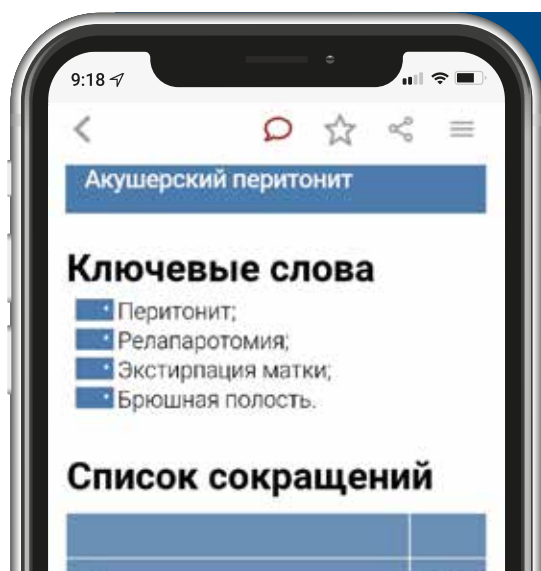 9:18
Акушерский перитонит
Ключевые слова
Перитонит;
Релапаротомия;
Экстирпация матки;
Брюшная полость.
Список сокращений